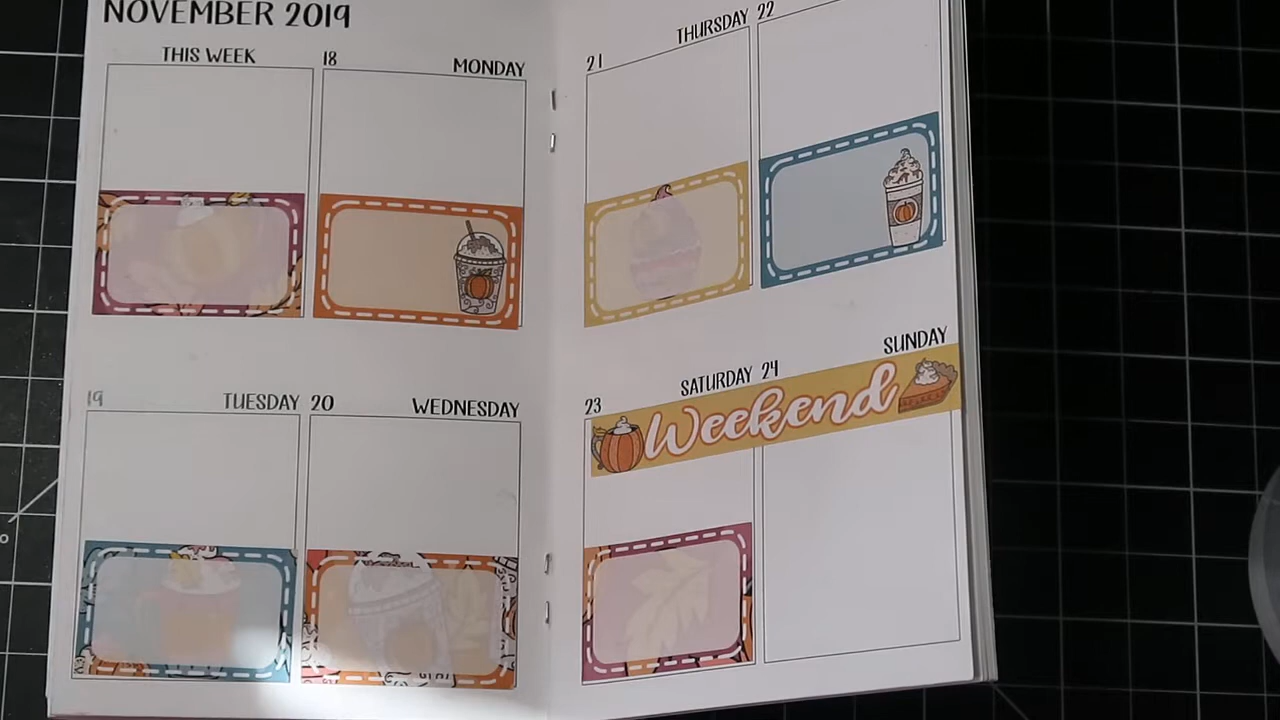 NOVEMBER 2019
THIS WEEK
18 MONDAY
19 TUESDAY
20 WEDNESDAY
21 THURSDAY
22
23 SATURDAY
24 SUNDAY
Weekend